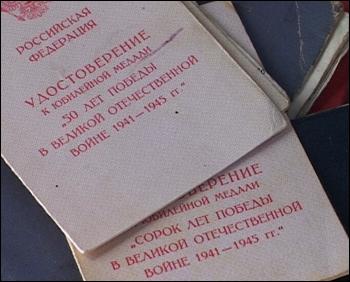 РОССИЙСКАЯ
ФЕДЕРАЦИЯ
УДОСТОВЕРЕНИЕ
К ЮБИЛЕЙНОЙ МЕДАЛИ
„50 ЛЕТ ПОБЕДЫ
В ВЕЛИКОЙ ОТЕЧЕСТВЕННОЙ
ВОЙНЕ 1941—1945 гг."
ОВЕРЕНИЕ
ЮБИЛЕЙНОЙ МЕДАЛИ
„СОРОК ЛЕТ ПОБЕДЫ
В ВЕЛИКОЙ ОТЕЧЕСТВЕННОЙ
ВОЙНЕ 1941—1945 гг."